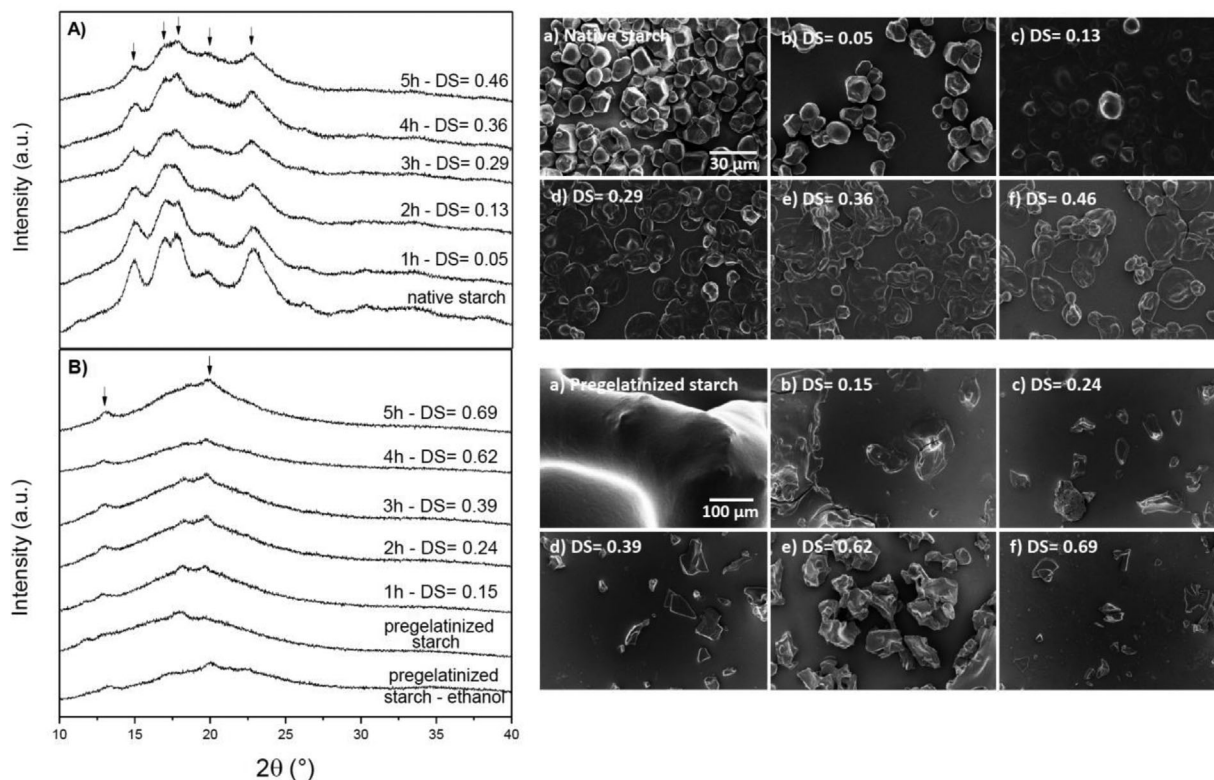 A)
Intensity (a.u.)
5h - DS= 0.46
4h - DS= 0.36
3h - DS= 0.29
2h - DS= 0.13
1h - DS= 0.05
native starch
B)
Intensity (a.u.)
5h - DS= 0.69
4h - DS= 0.62
3h - DS= 0.39
2h - DS= 0.24
1h - DS= 0.15
pregelatinized
starch
pregelatinized
starch - ethanol
10 15 20 25 30 35 40
2θ (°)
a) Native starch
30 µm
b) DS= 0.05
c) DS= 0.13
d) DS= 0.29
e) DS= 0.36
f) DS= 0.46
a) Pregelatinized starch
100 µm
b) DS= 0.15
c) DS= 0.24
d) DS= 0.39
e) DS= 0.62
f) DS= 0.69